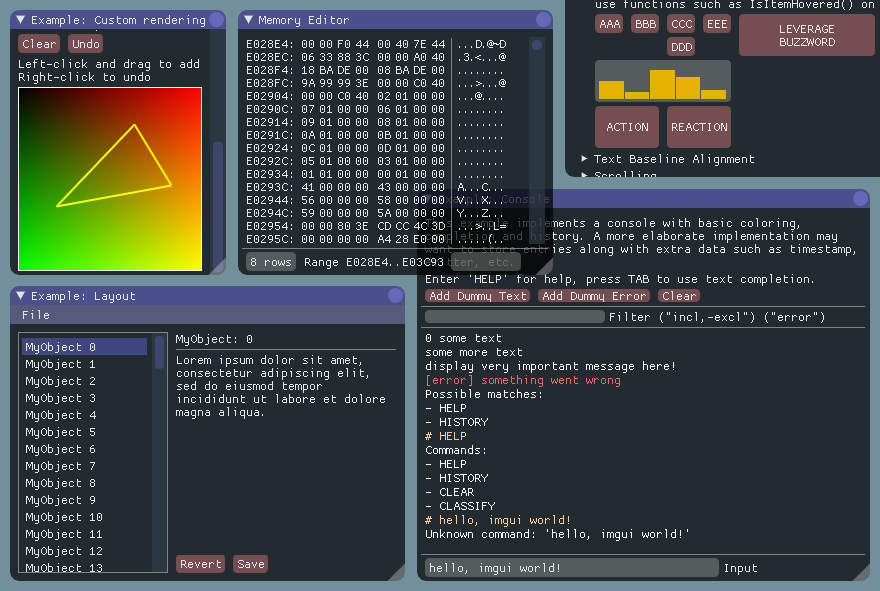 Example: Custom rendering
Clear Undo
Left-click and drag to add
Right-click to undo
Memory Editor
E028E4: 00 00 F0 44 00 40 7E 44 ...D.@~D
E028EC: 06 33 88 3C 00 00 A0 40 .3.<...@
E028F4: 18 BA DE 00 08 BA DE 00 ........
E028FC: 9A 99 99 3E 00 00 C0 40 ...>...@
E02904: 00 00 C0 40 02 01 00 00 ...@....
E0290C: 07 01 00 00 06 01 00 00 ........
E02914: 09 01 00 00 08 01 00 00 ........
E0291C: 0A 01 00 00 0B 01 00 00 ........
E02924: 0C 01 00 00 0D 01 00 00 ........
E0292C: 05 01 00 00 03 01 00 00 ........
E02934: 01 01 00 00 00 01 00 00 ........
E0293C: 41 00 00 00 43 00 00 00 A...C...
E02944: 56 00 00 00 58 00 00 00 V...X...
E0294C: 59 00 00 00 5A 00 00 00 Y...Z...
E02954: 00 00 80 3E CD CC 4C 3D ...>..L=
E0295C: 00 00 00 00 A4 28 E0 00 .....(..
8 rows Range E028E4..E03C93
use functions such as IsItemHovered() on
AAA BBB CCC EEE
DDD
LEVERAGE
BUZZWORD
ACTION REACTION
Text Baseline Alignment
Scrolling
Example: Layout
File
MyObject 0
MyObject 1
MyObject 2
MyObject 3
MyObject 4
MyObject 5
MyObject 6
MyObject 7
MyObject 8
MyObject 9
MyObject 10
MyObject 11
MyObject 12
MyObject 13
MyObject: 0
Lorem ipsum dolor sit amet,
consectetur adipiscing elit,
sed do eiusmod tempor
incididunt ut labore et dolore
magna aliqua.
Revert Save
Example: Console
This example implements a console with basic coloring,
completion and history. A more elaborate implementation may
want to store entries along with extra data such as timestamp,
emitter, etc.
Enter 'HELP' for help, press TAB to use text completion.
Add Dummy Text Add Dummy Error Clear
Filter ("incl,-excl") ("error")
0 some text
some more text
display very important message here!
[error] something went wrong
Possible matches:
- HELP
- HISTORY
# HELP
Commands:
- HELP
- HISTORY
- CLEAR
- CLASSIFY
# hello, imgui world!
Unknown command: 'hello, imgui world!'
hello, imgui world! Input